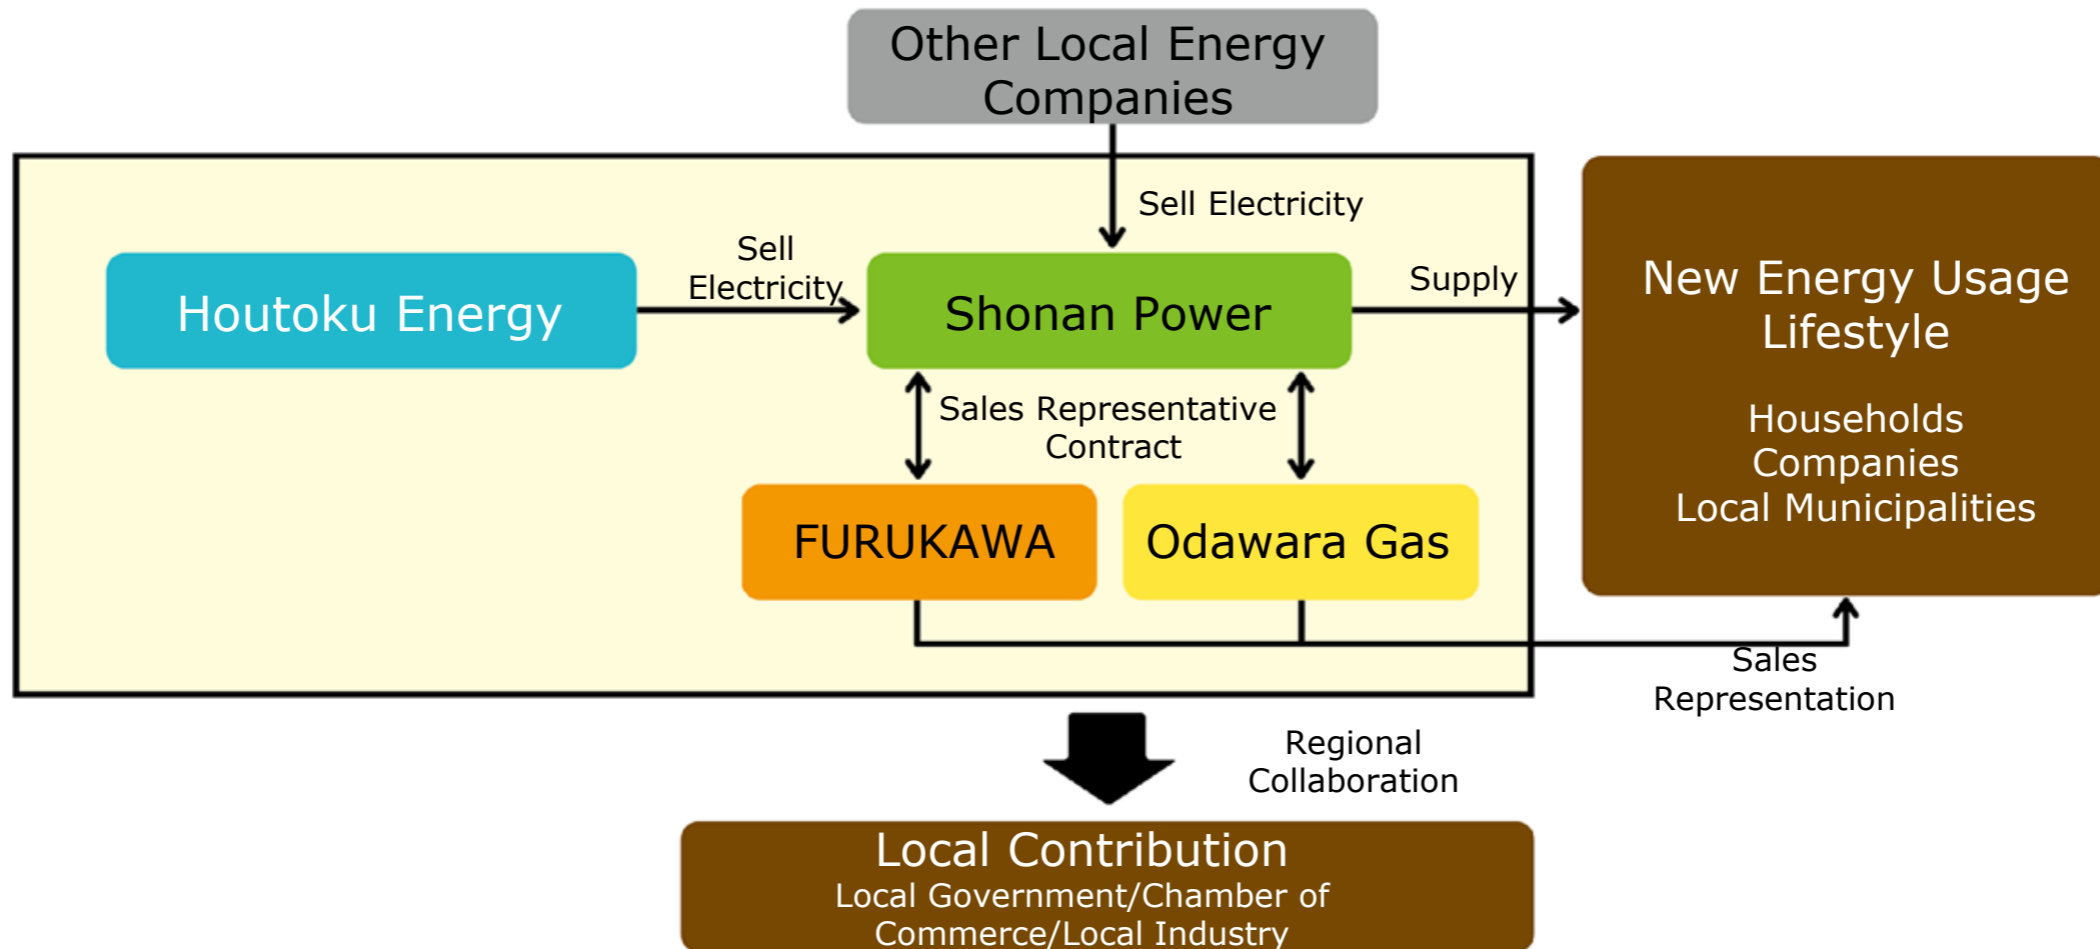 Other Local Energy
Companies
Sell Electricity
Sell
Electricity
Supply
Houtoku Energy
Shonan Power
New Energy Usage
Lifestyle
Households
Companies
Local Municipalities
Sales Representative
Contract
FURUKAWA
Odawara Gas
Sales
Representation
Regional
Collaboration
Local Contribution
Local Government/Chamber of
Commerce/Local Industry